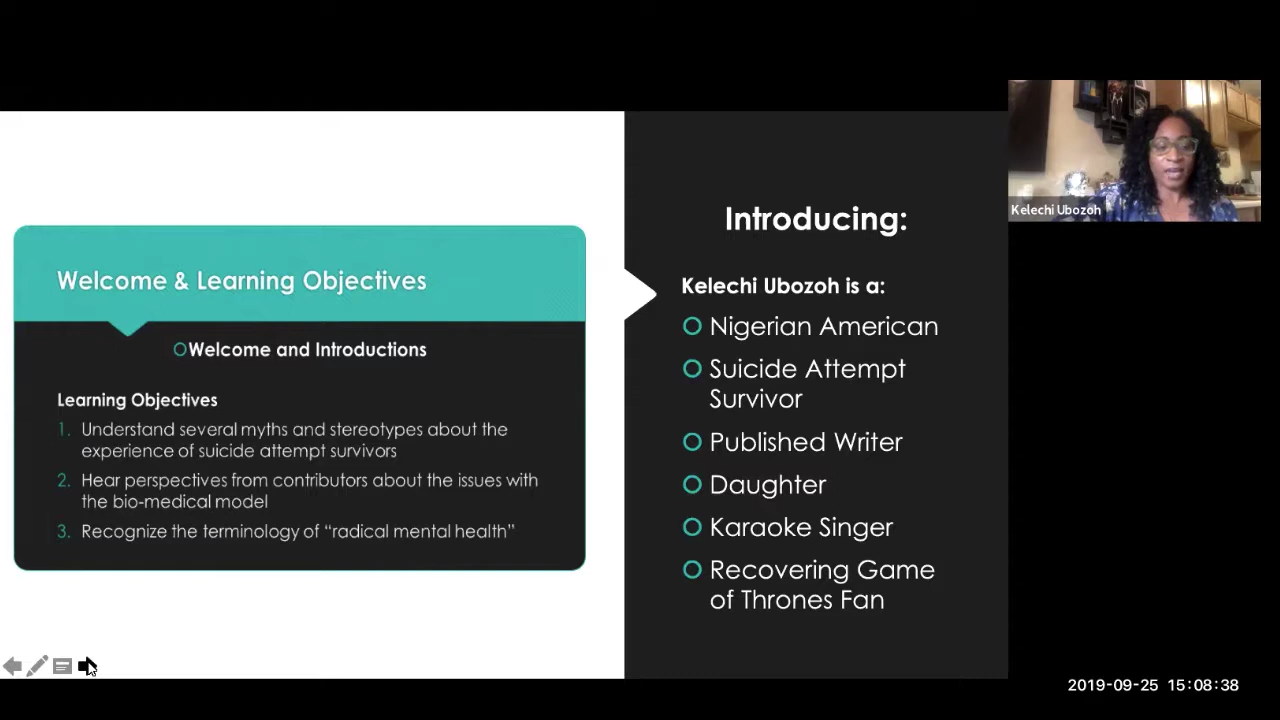 Welcome & Learning Objectives
Welcome and Introductions
Learning Objectives
1. Understand several myths and stereotypes about the
experience of suicide attempt survivors
2. Hear perspectives from contributors about the issues with
the bio-medical model
3. Recognize the terminology of “radical mental health”
Introducing:
Kelechi Ubozoh is a:
Nigerian American
Suicide Attempt
Survivor
Published Writer
Daughter
Karaoke Singer
Recovering Game
of Thrones Fan
Kelechi Ubozoh
2019-09-25 15:08:38